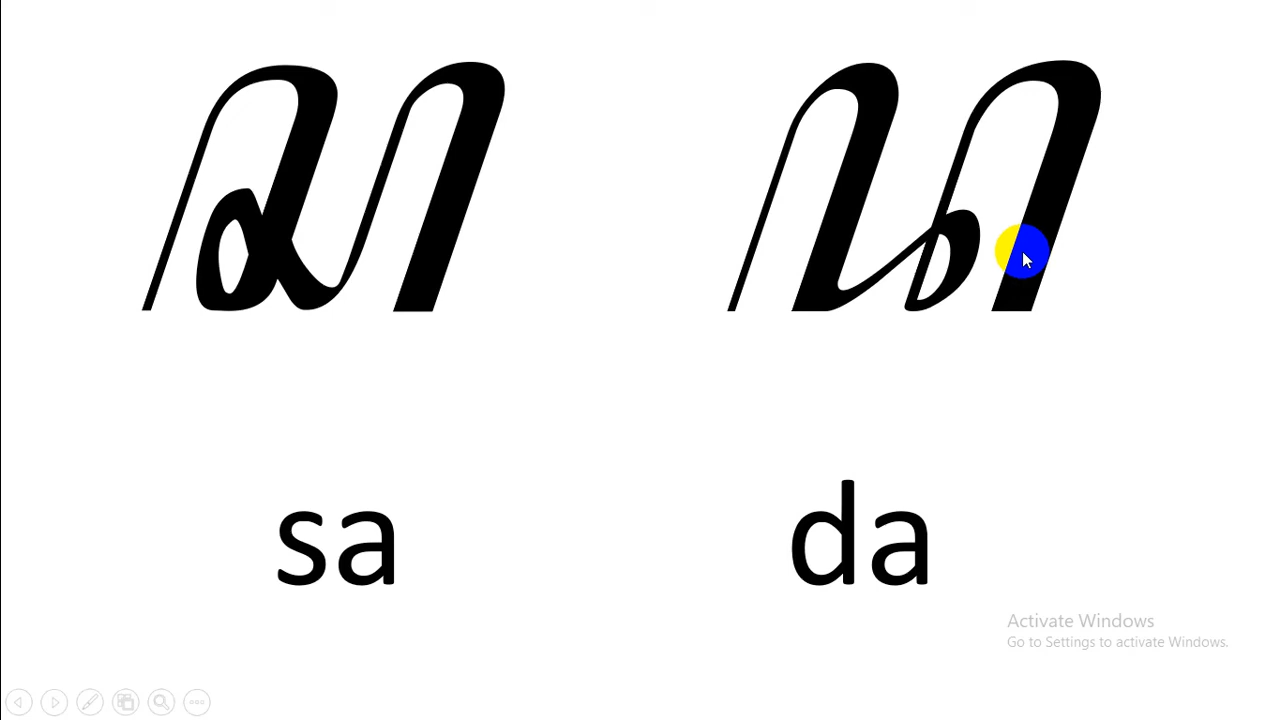 ꦱ ꦢ
sa da
Activate Windows
Go to Settings to activate Windows.